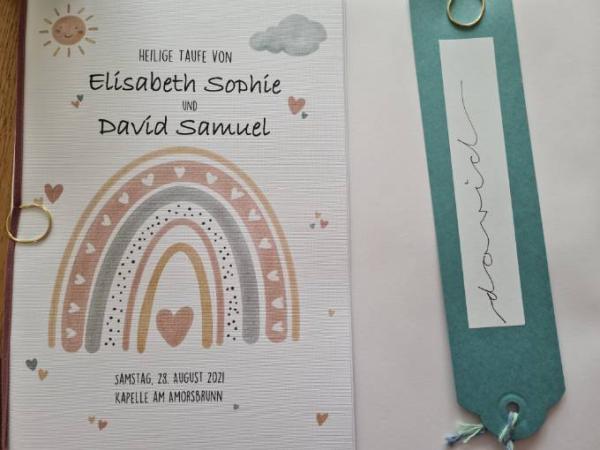 HEILIGE TAUFE VON
Elisabeth Sophie
UND
David Samuel
SAMSTAG, 28. AUGUST 2021
KAPELLE AM AMORSBRUNN
david